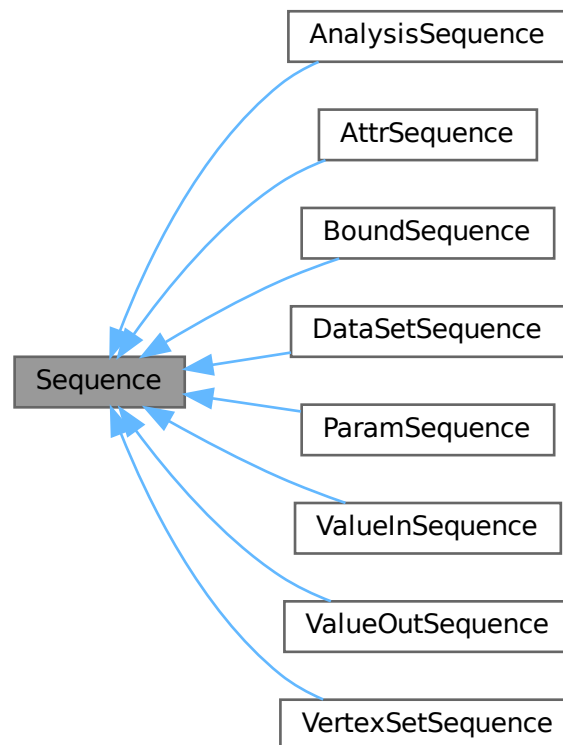 AnalysisSequence
AttrSequence
BoundSequence
DataSetSequence
Sequence
ParamSequence
ValueInSequence
ValueOutSequence
VertexSetSequence